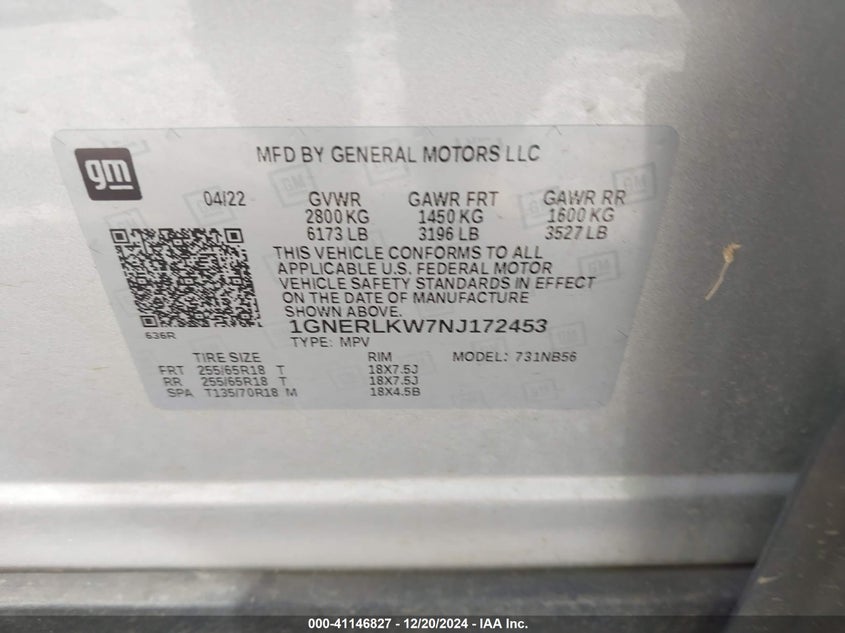 gm
MFD BY GENERAL MOTORS LLC
04/22 GVWR GAWR FRT GAWR RR
2800 KG 1450 KG 1600 KG
6173 LB 3196 LB 3527 LB
THIS VEHICLE CONFORMS TO ALL
APPLICABLE U.S. FEDERAL MOTOR
VEHICLE SAFETY STANDARDS IN EFFECT
ON THE DATE OF MANUFACTURE
SHOWN ABOVE.
636R
1GNERLKW7NJ172453
TYPE: MPV
TIRE SIZE RIM MODEL: 731NB56
FRT 255/65R18 T 18X7.5J
RR 255/65R18 T 18X7.5J
SPA T135/70R18 M 18X4.5B
000-41146827 - 12/20/2024 - IAA Inc.